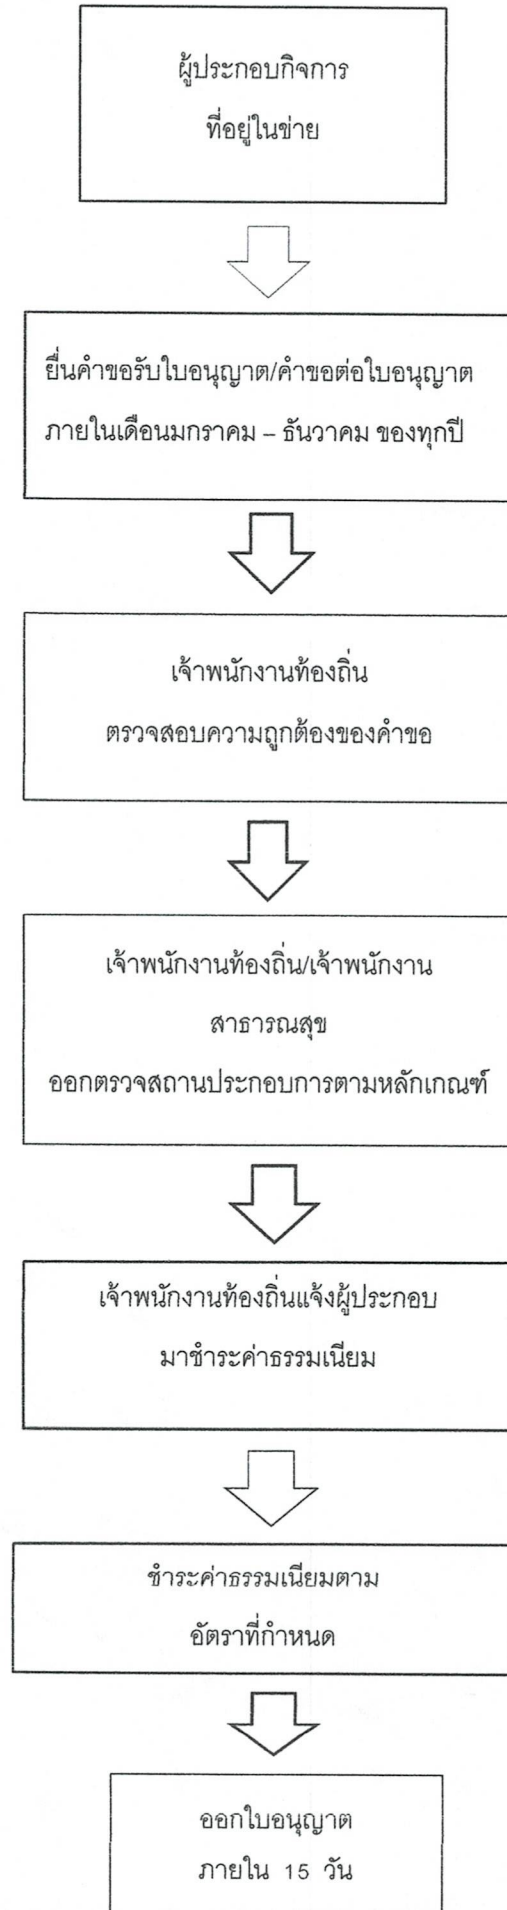 ผู้ประกอบกิจการ
ที่อยู่ในข่าย
ยื่นคำขอรับใบอนุญาต/คำขอต่อใบอนุญาต
ภายในเดือนมกราคม – ธันวาคม ของทุกปี
เจ้าพนักงานท้องถิ่น
ตรวจสอบความถูกต้องของคำขอ
เจ้าพนักงานท้องถิ่น/เจ้าพนักงาน
สาธารณสุข
ออกตรวจสถานประกอบการตามหลักเกณฑ์
เจ้าพนักงานท้องถิ่นแจ้งผู้ประกอบ
มาชำระค่าธรรมเนียม
ชำระค่าธรรมเนียมตาม
อัตราที่กำหนด
ออกใบอนุญาต
ภายใน 15 วัน